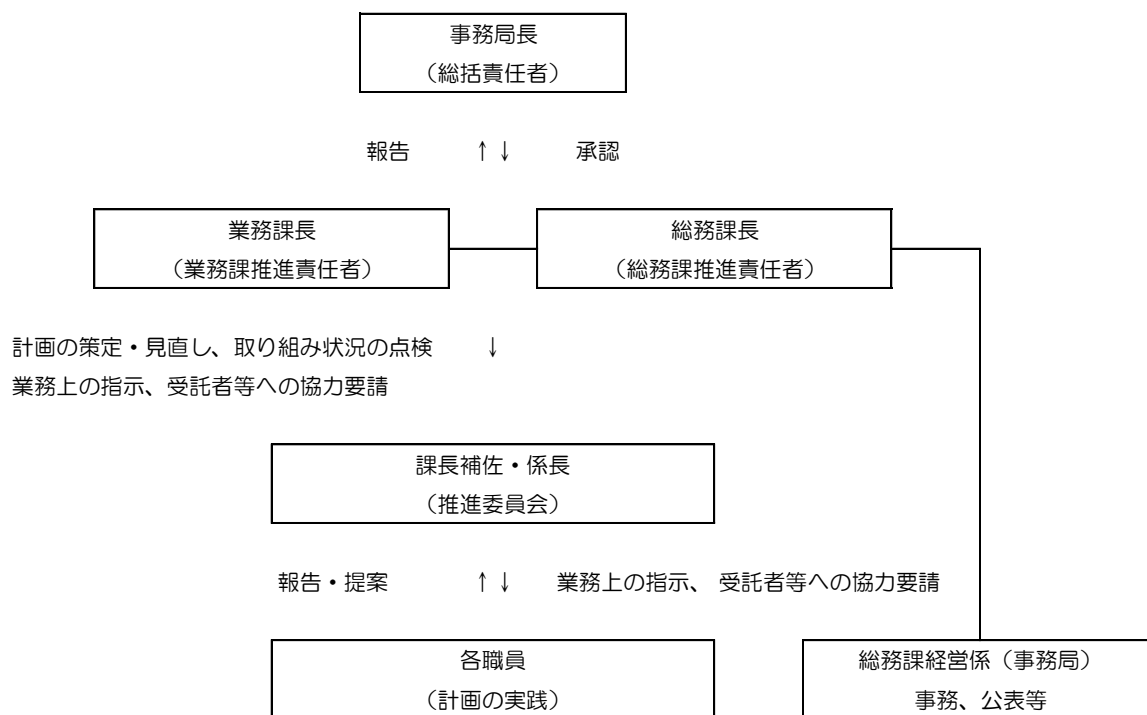 事務局長
（総括責任者）
報告　↑↓　承認
業務課長
（業務課推進責任者）
総務課長
（総務課推進責任者）
計画の策定・見直し、取り組み状況の点検　↓
業務上の指示、受託者等への協力要請
課長補佐・係長
（推進委員会）
報告・提案　↑↓　業務上の指示、 受託者等への協力要請
各職員
（計画の実践）
総務課経営係（事務局）
事務、公表等